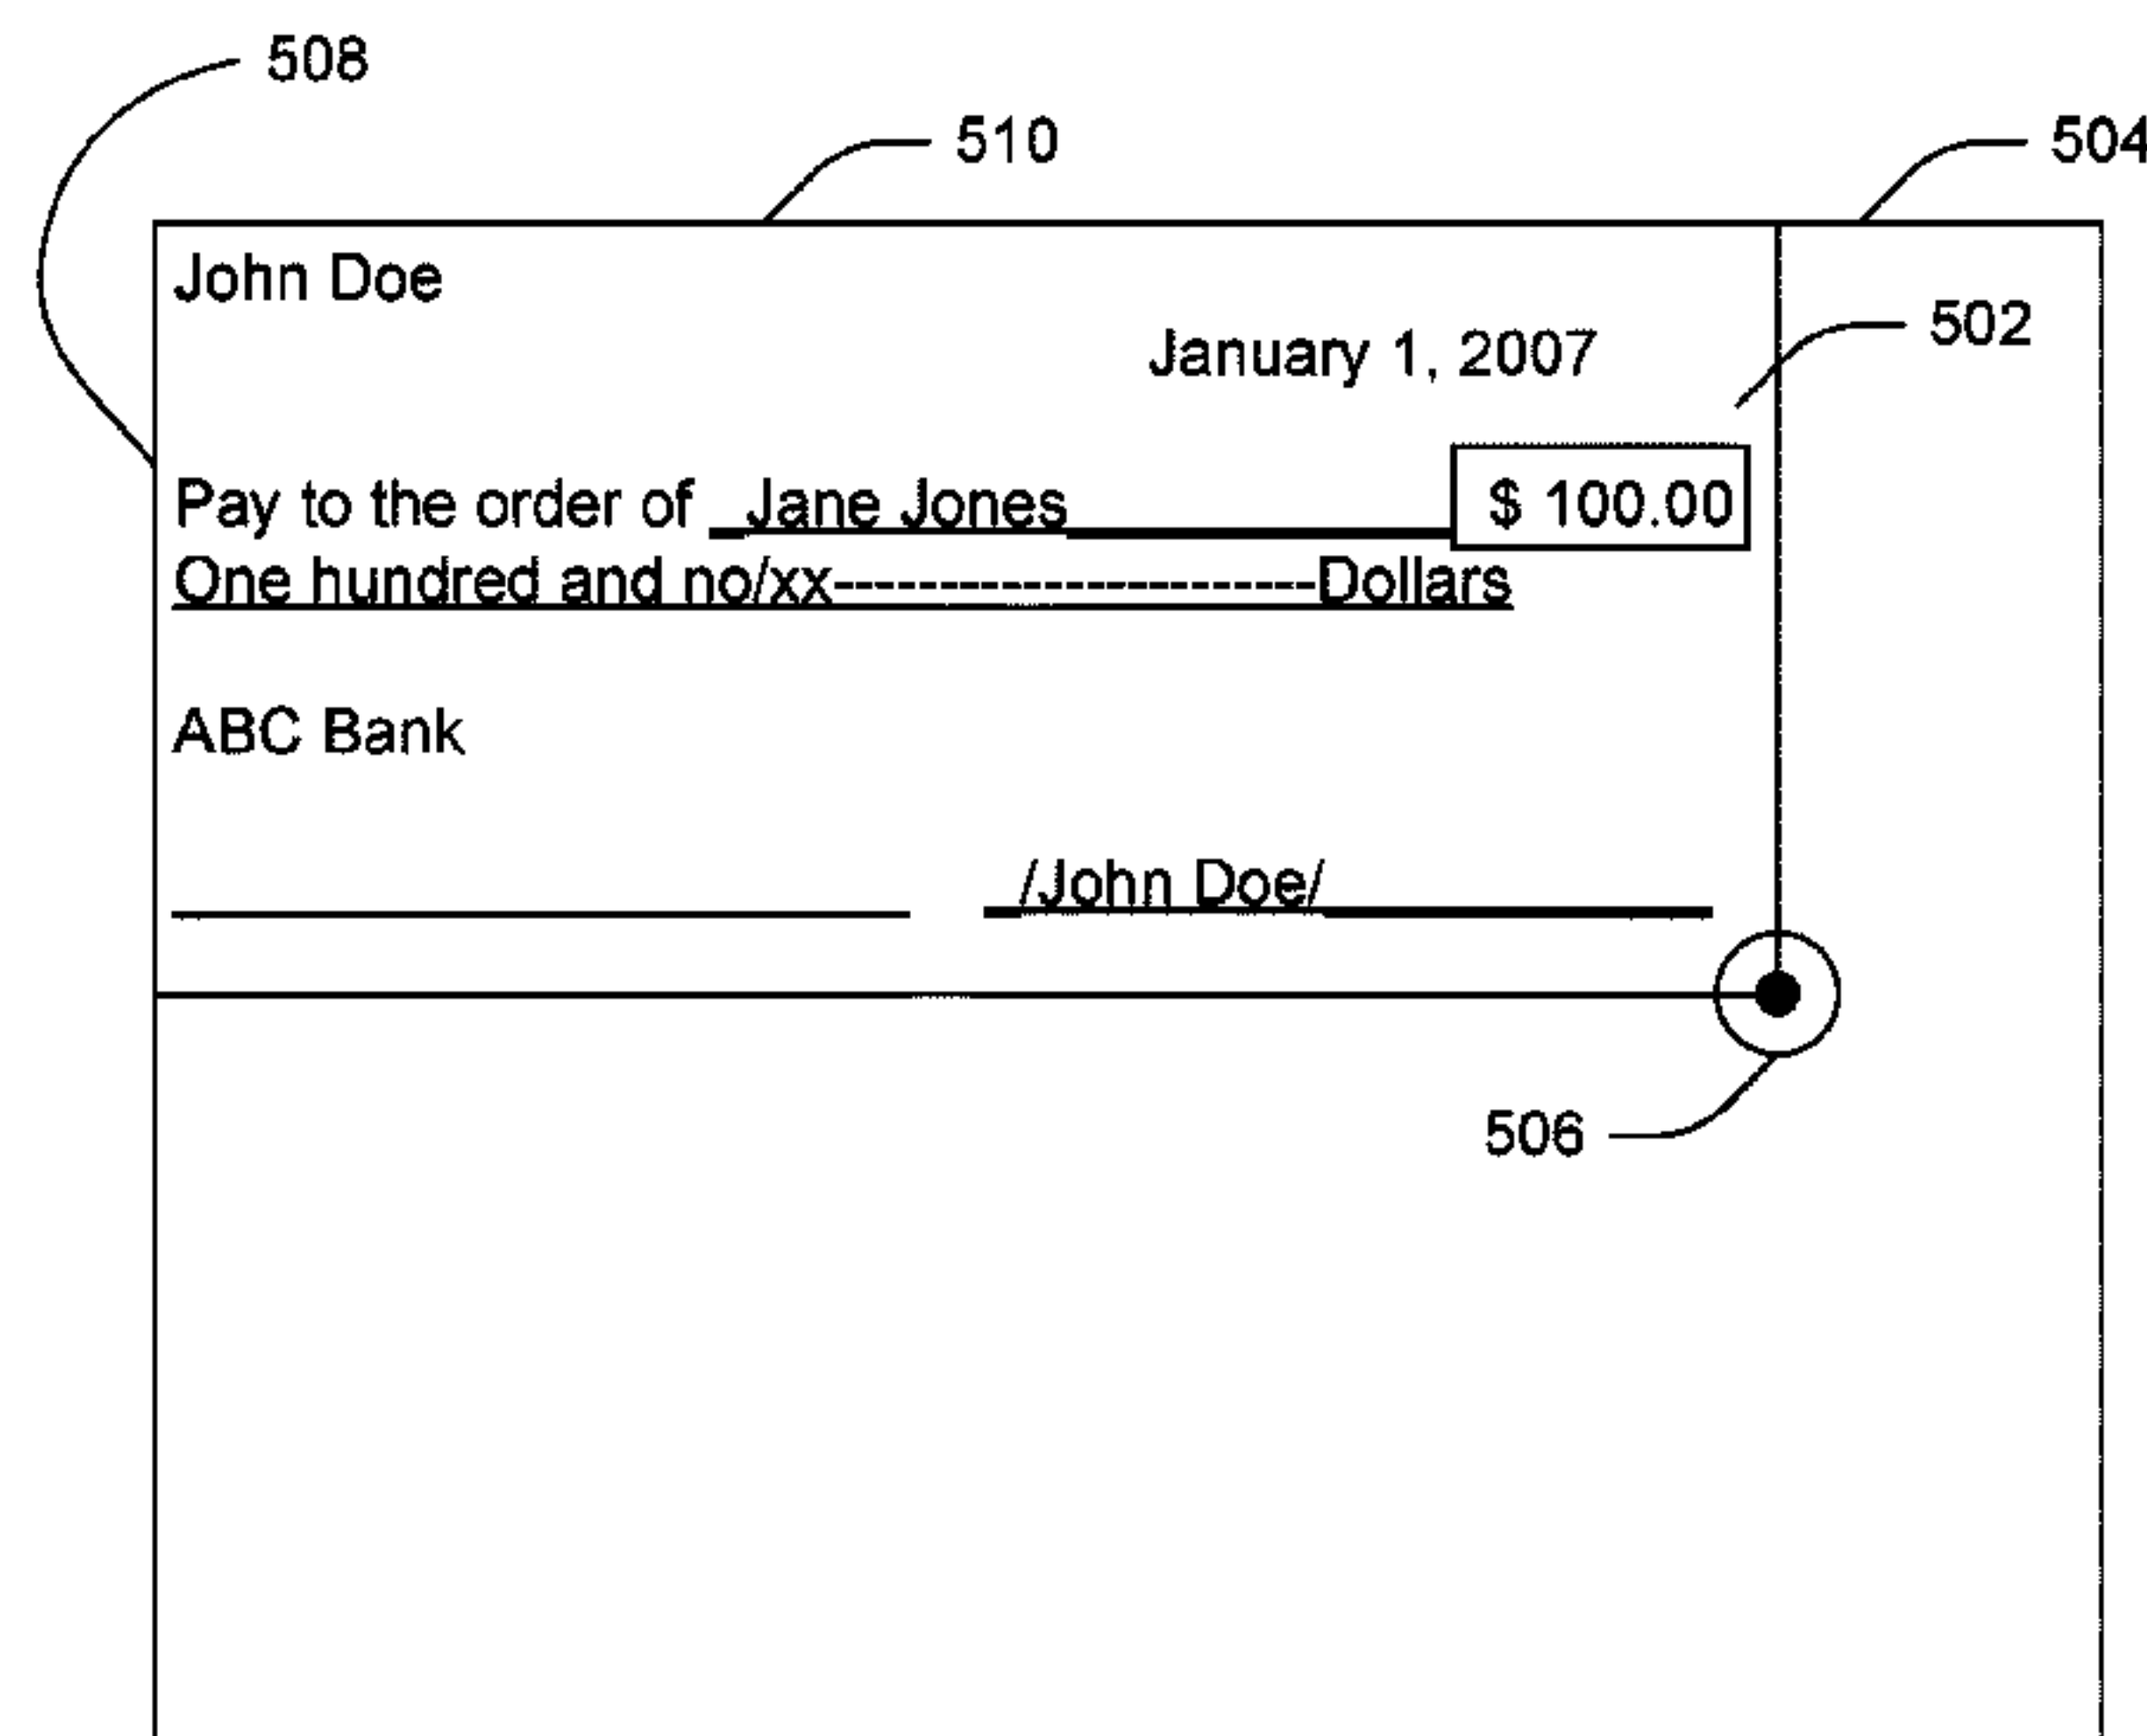 508
510
504
John Doe
502
January 1, 2007
Pay to the order of Jane Jones $ 100.00
One hundred and no/xx-----------------------Dollars
ABC Bank
/John Doe/
506